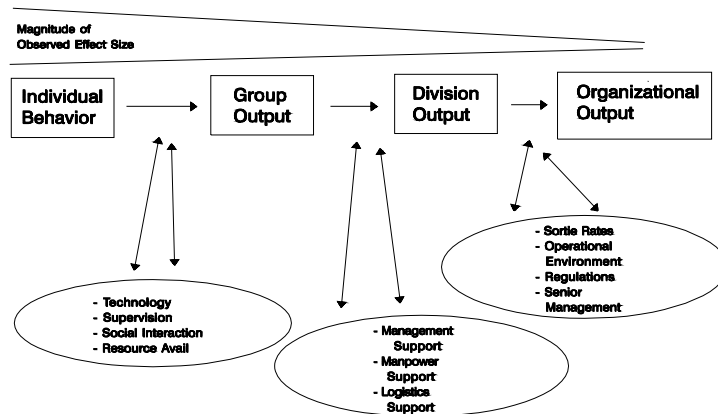 Magnitude of
Observed Effect Size
Individual
Behavior
Group
Output
Division
Output
Organizational
Output
- Technology
- Supervision
- Social Interaction
- Resource Avail
- Management
Support
- Manpower
Support
- Logistics
Support
- Sortie Rates
- Operational
Environment
- Regulations
- Senior
Management